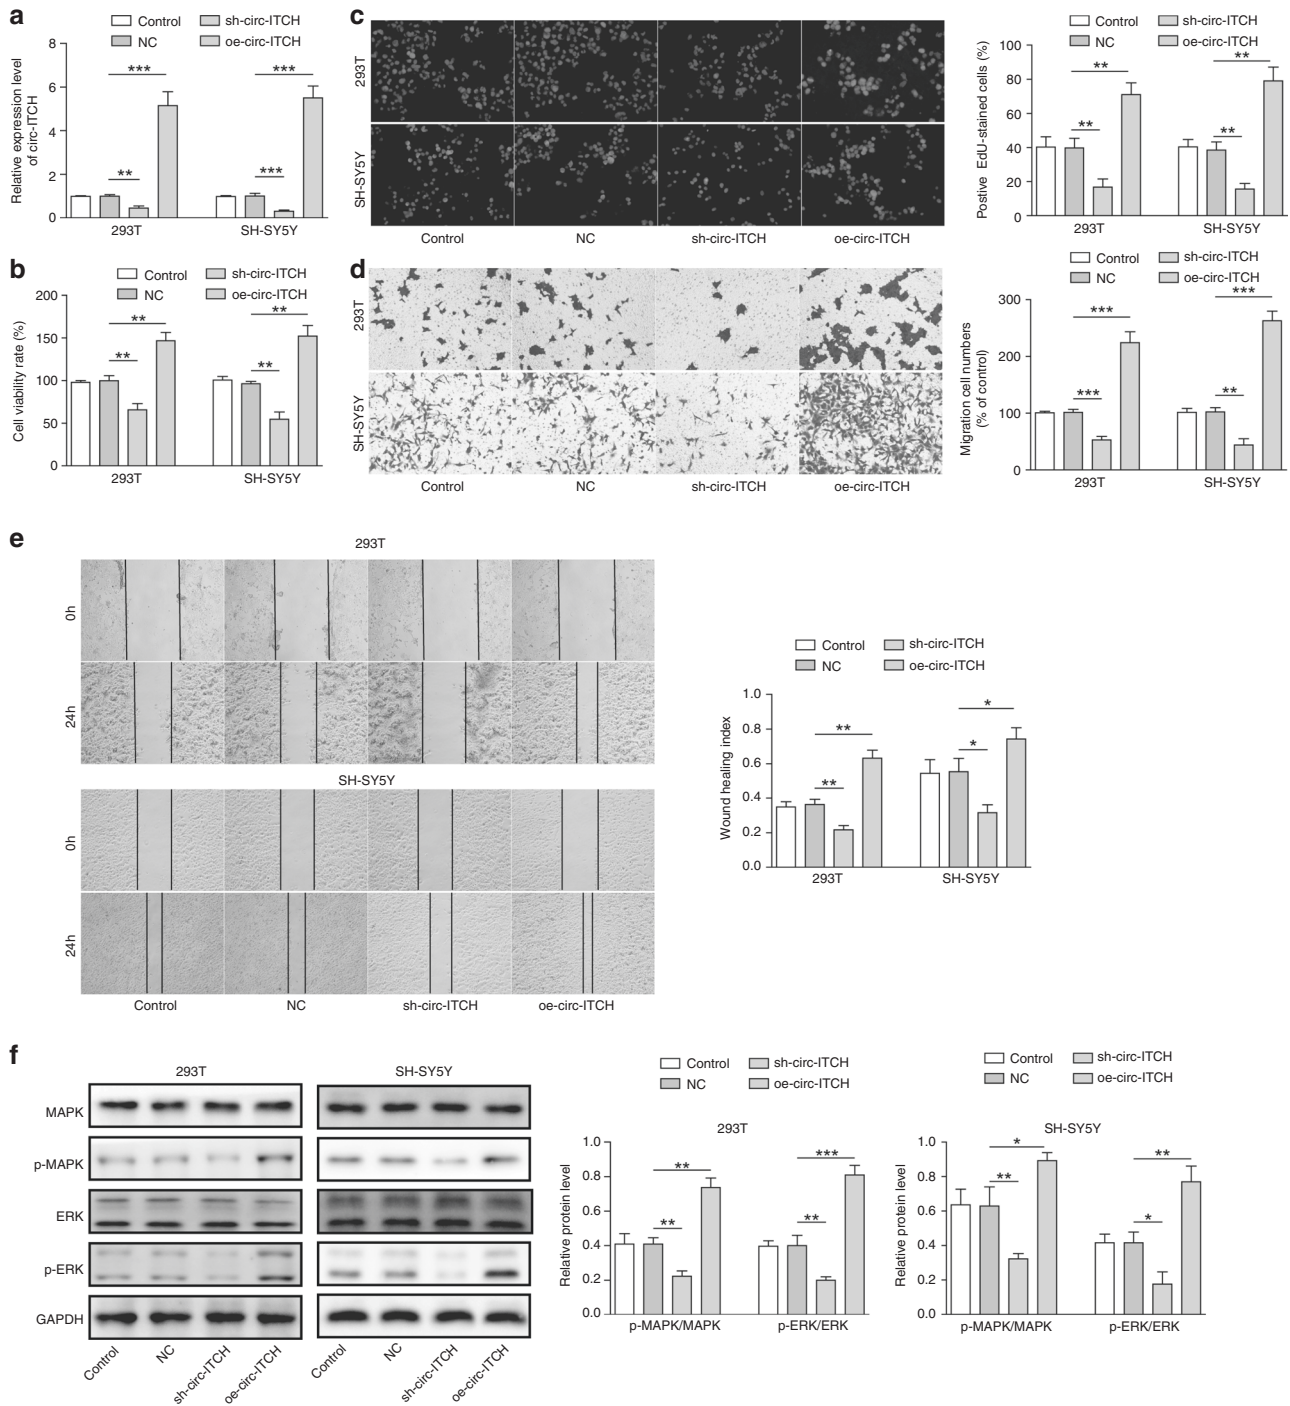 a
Control
sh-circ-ITCH
NC
oe-circ-ITCH
Relative expression level
of circ-ITCH
8
6
4
2
0
***
***
**
***
293T
SH-SY5Y
b
Control
sh-circ-ITCH
NC
oe-circ-ITCH
Cell viability rate (%)
200
150
100
50
0
**
**
**
**
293T
SH-SY5Y
c
293T
SH-SY5Y
Control
NC
sh-circ-ITCH
oe-circ-ITCH
Control
sh-circ-ITCH
NC
oe-circ-ITCH
Postive EdU-stained cells (%)
100
80
60
40
20
0
**
**
**
**
293T
SH-SY5Y
d
293T
SH-SY5Y
Control
NC
sh-circ-ITCH
oe-circ-ITCH
Control
sh-circ-ITCH
NC
oe-circ-ITCH
Migration cell numbers
(% of control)
300
200
100
0
***
***
***
**
293T
SH-SY5Y
e
293T
0h
24h
SH-SY5Y
0h
24h
Control
NC
sh-circ-ITCH
oe-circ-ITCH
Control
sh-circ-ITCH
NC
oe-circ-ITCH
Wound healing index
1.0
0.8
0.6
0.4
0.2
0.0
**
*
**
*
293T
SH-SY5Y
f
293T
SH-SY5Y
MAPK
p-MAPK
ERK
p-ERK
GAPDH
Control
NC
sh-circ-ITCH
oe-circ-ITCH
Control
NC
sh-circ-ITCH
oe-circ-ITCH
Control
sh-circ-ITCH
NC
oe-circ-ITCH
293T
Relative protein level
1.0
0.8
0.6
0.4
0.2
0.0
**
***
**
**
p-MAPK/MAPK
p-ERK/ERK
Control
sh-circ-ITCH
NC
oe-circ-ITCH
SH-SY5Y
Relative protein level
1.0
0.8
0.6
0.4
0.2
0.0
*
**
**
*
p-MAPK/MAPK
p-ERK/ERK